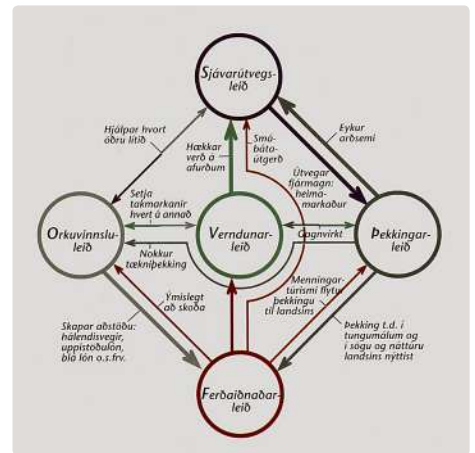 Sjávarútvegs-
leið
Hjálpar hvort
öðru lítið
Hækkar
verð á
afurðum
Smá-
báta-
útgerð
Eykur
arðsemi
Útvegar
fjármagn:
heima-
markaður
Setja
takmarkanir
hvert á annað
Orkuvinnslu-
leið
Verndunar-
leið
Gagnvirkt
Þekkingar-
leið
Nokkur
tækniþekking
Ýmislegt
að skoða
Menningar-
túrismi flytur
þekkingu
til landsins
Skapar aðstöðu:
hálendisvegir,
uppistöðulón,
blá lón o.s.frv.
Þekking t.d. í
tungumálum og
í sögu og náttúru
landsins nýttist
Ferðaiðnaðar-
leið